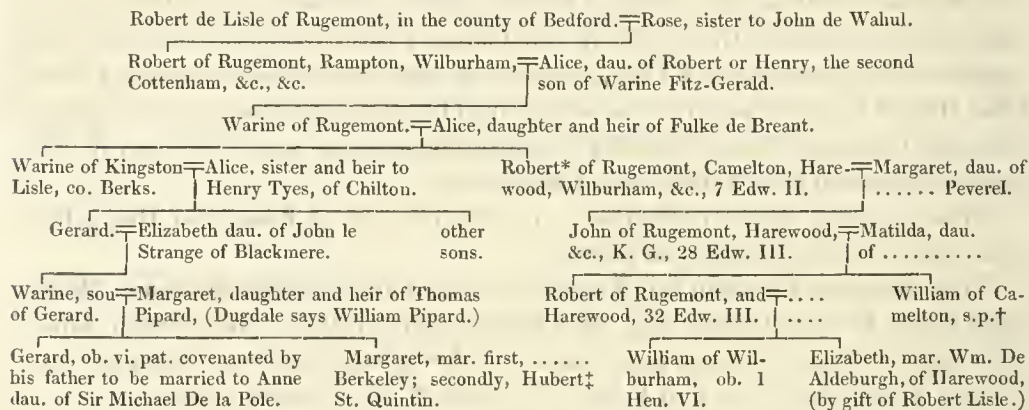 Robert de Lisle of Rugemont, in the county of Bedford.╤Rose, sister to John de Wahul.
Robert of Rugemont, Rampton, Wilburham,╤Alice, dau. of Robert or Henry, the second
Cottenham, &c., &c. son of Warine Fitz-Gerald.
Warine of Rugemont.╤Alice, daughter and heir of Fulke de Breant.
Warine of Kingston╤Alice, sister and heir to Robert* of Rugemont, Camelton, Hare-╤Margaret, dau. of
Lisle, co. Berks. Henry Tyes, of Chilton. wood, Wilburham, &c., 7 Edw. II. ...... Peverel.
Gerard.╤Elizabeth dau. of John le other John of Rugemont, Harewood,╤Matilda, dau.
Strange of Blackmere. sons. &c., K. G., 28 Edw. III. of ..........
Warine, son╤Margaret, daughter and heir of Thomas Robert of Rugemont, and╤.... William of Ca-
of Gerard. Pipard, (Dugdale says William Pipard.) Harewood, 32 Edw. III. .... melton, s.p.†
Gerard, ob. vi. pat. covenanted by Margaret, mar. first, ...... William of Wil- Elizabeth, mar. Wm. De
his father to be married to Anne Berkeley; secondly, Hubert‡ burham, ob. 1 Aldeburgh, of Harewood,
dau. of Sir Michael De la Pole. St. Quintin. Hen. VI. (by gift of Robert Lisle.)